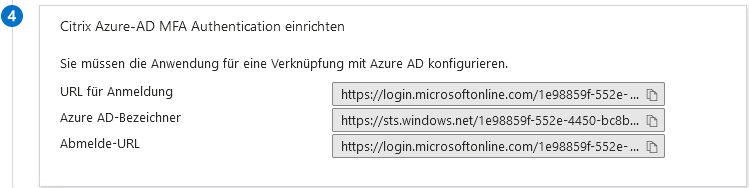 4
Citrix Azure-AD MFA Authentication einrichten
Sie müssen die Anwendung für eine Verknüpfung mit Azure AD konfigurieren.
URL für Anmeldung https://login.microsoftonline.com/1e98859f-552e- ...
Azure AD-Bezeichner https://sts.windows.net/1e98859f-552e-4450-bc8b...
Abmelde-URL https://login.microsoftonline.com/1e98859f-552e- ...